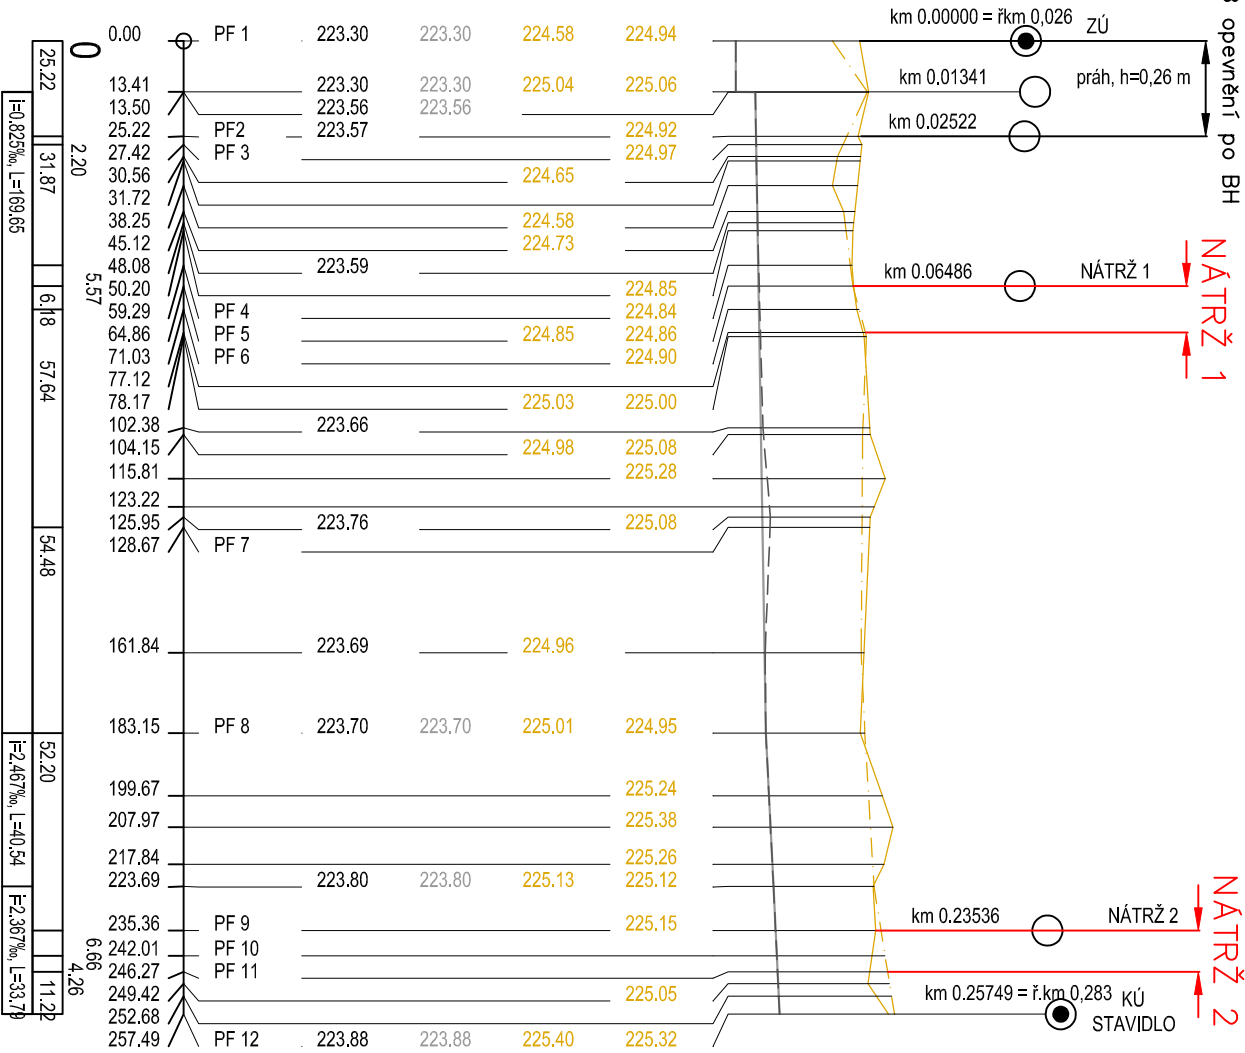 0.00 PF 1 223.30 223.30 224.58 224.94
13.41 223.30 223.30 225.04 225.06
13.50 223.56 223.56
25.22 PF2 223.57 224.92
27.42 PF 3 224.97
30.56 224.65
31.72
38.25 224.58
45.12 224.73
48.08 223.59
50.20 224.85
59.29 PF 4 224.84
64.86 PF 5 224.85 224.86
71.03 PF 6 224.90
77.12
78.17 225.03 225.00
102.38 223.66
104.15 224.98 225.08
115.81 225.28
123.22
125.95 223.76 225.08
128.67 PF 7
161.84 223.69 224.96
183.15 PF 8 223.70 223.70 225.01 224.95
199.67 225.24
207.97 225.38
217.84 225.26
223.69 223.80 223.80 225.13 225.12
235.36 PF 9 225.15
242.01 PF 10
246.27 PF 11
249.42 225.05
252.68
257.49 PF 12 223.88 223.88 225.40 225.32
0
25.22
2.20
31.87
5.57
6.18
57.64
54.48
52.20
6.66
4.26
11.22
i=0.825‰, L=169.65
i=2.467‰, L=40.54
i=2.367‰, L=33.79
km 0.00000 = řkm 0,026 ZÚ
km 0.01341 práh, h=0,26 m
km 0.02522
opevnění po BH
km 0.06486 NÁTRŽ 1
NÁTRŽ 1
km 0.23536 NÁTRŽ 2
NÁTRŽ 2
km 0.25749 = ř.km 0,283 KÚ
STAVIDLO